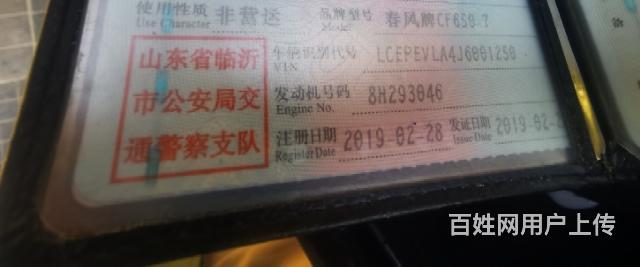 使用性质 非营运 品牌型号 春风牌CF650-7
Use Character Model
山东省临沂
市公安局交
通警察支队
车辆识别代号 LCEPEVLA4J6001250
VIN
发动机号码 8H293046
Engine No.
注册日期 2019-02-28 发证日期 2019-02-2
Register Date Issue Date
百姓网用户上传